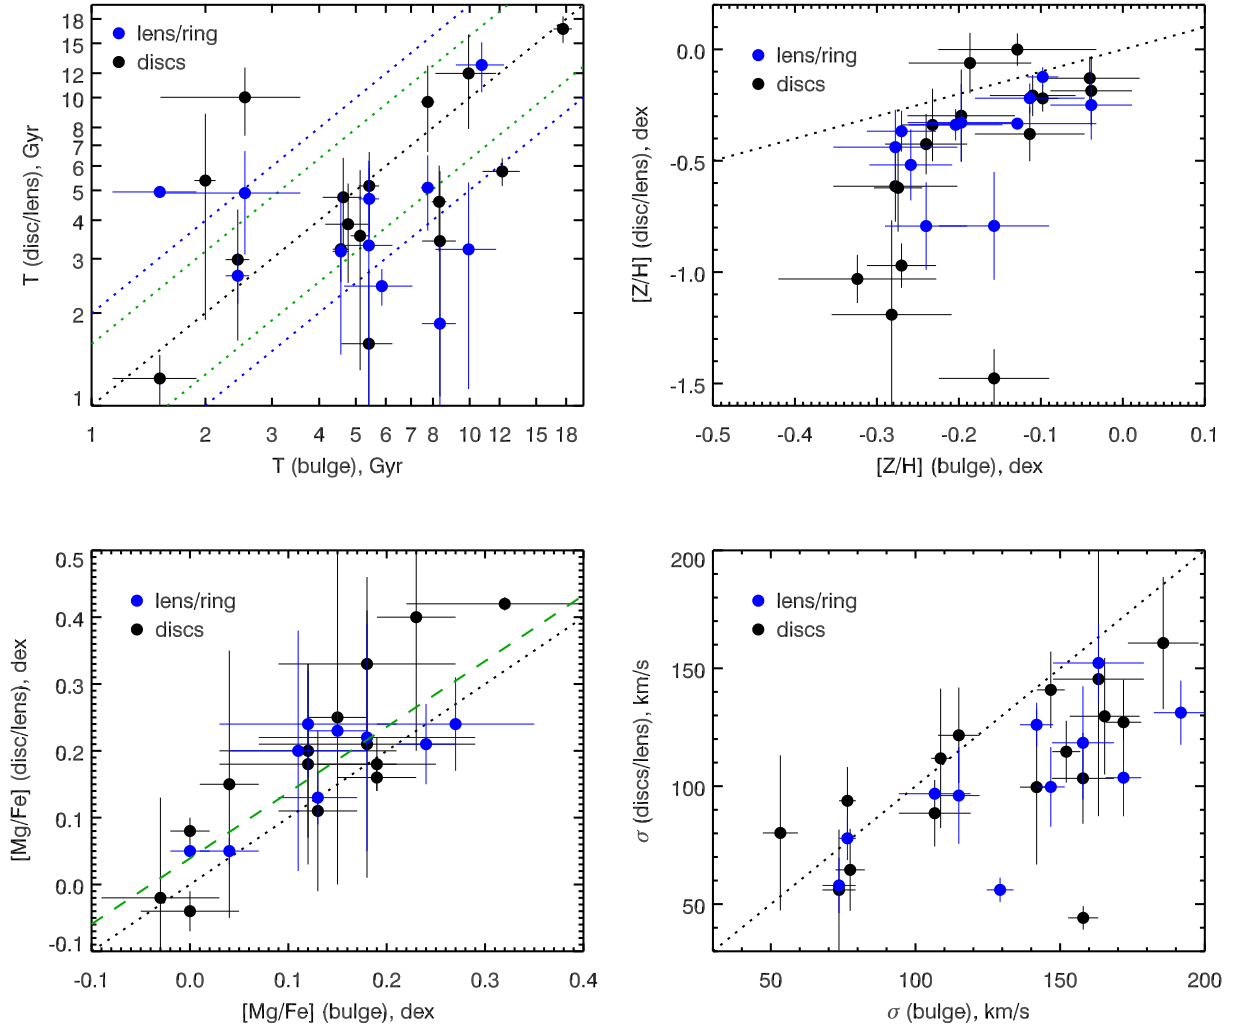 lens/ring
discs
T (disc/lens), Gyr
18
15
12
10
8
7
6
5
4
3
2
1
1 2 3 4 5 6 7 8 10 12 15 18
T (bulge), Gyr
lens/ring
discs
[Z/H] (disc/lens), dex
0.0
-0.5
-1.0
-1.5
-0.5 -0.4 -0.3 -0.2 -0.1 0.0 0.1
[Z/H] (bulge), dex
lens/ring
discs
[Mg/Fe] (disc/lens), dex
0.5
0.4
0.3
0.2
0.1
0.0
-0.1
-0.1 0.0 0.1 0.2 0.3 0.4
[Mg/Fe] (bulge), dex
lens/ring
discs
σ (discs/lens), km/s
200
150
100
50
50 100 150 200
σ (bulge), km/s